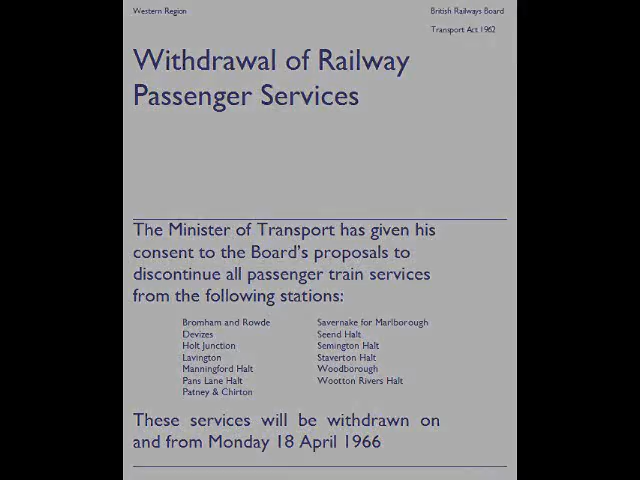 Western Region
British Railways Board
Transport Act 1962
Withdrawal of Railway
Passenger Services
The Minister of Transport has given his
consent to the Board's proposals to
discontinue all passenger train services
from the following stations:
Bromham and Rowde
Devizes
Holt Junction
Lavington
Manningford Halt
Pans Lane Halt
Patney & Chirton
Savernake for Marlborough
Seend Halt
Semington Halt
Staverton Halt
Woodborough
Wootton Rivers Halt
These services will be withdrawn on
and from Monday 18 April 1966